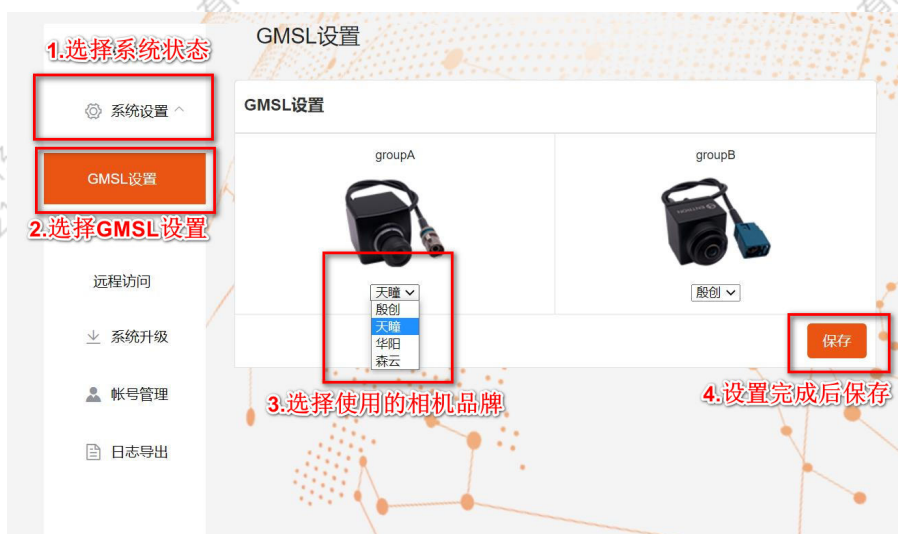 GMSL设置
1.选择系统状态
系统设置
GMSL设置
groupA
groupB
GMSL设置
2.选择GMSL设置
远程访问
天瞳
殷创
殷创
天瞳
华阳
森云
系统升级
保存
帐号管理
3.选择使用的相机品牌
4.设置完成后保存
日志导出